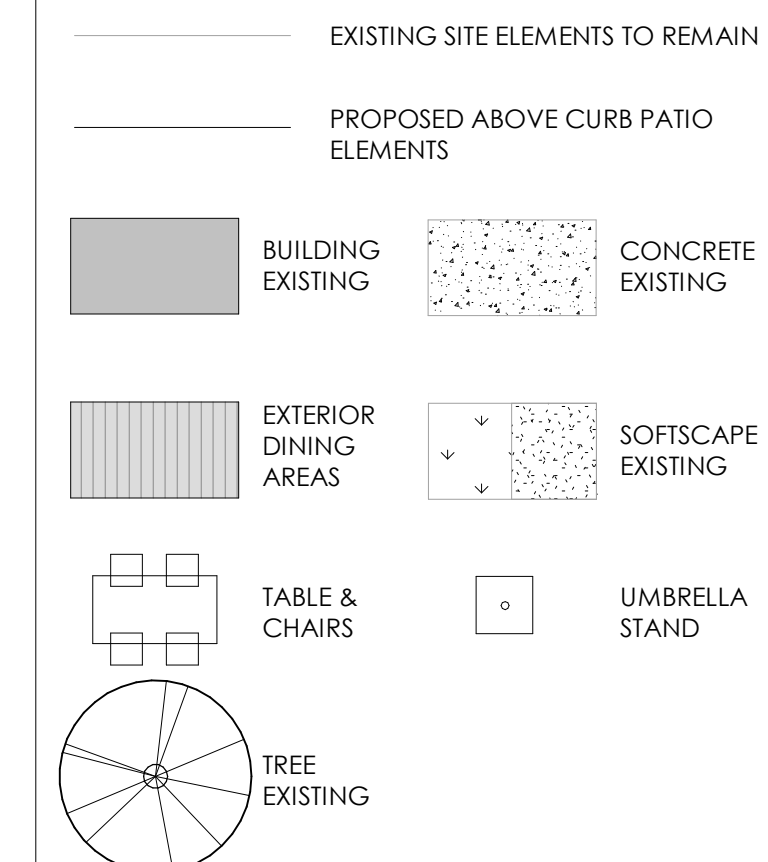 EXISTING SITE ELEMENTS TO REMAIN
PROPOSED ABOVE CURB PATIO
ELEMENTS
BUILDING
EXISTING
CONCRETE
EXISTING
EXTERIOR
DINING
AREAS
SOFTSCAPE
EXISTING
TABLE &
CHAIRS
UMBRELLA
STAND
TREE
EXISTING